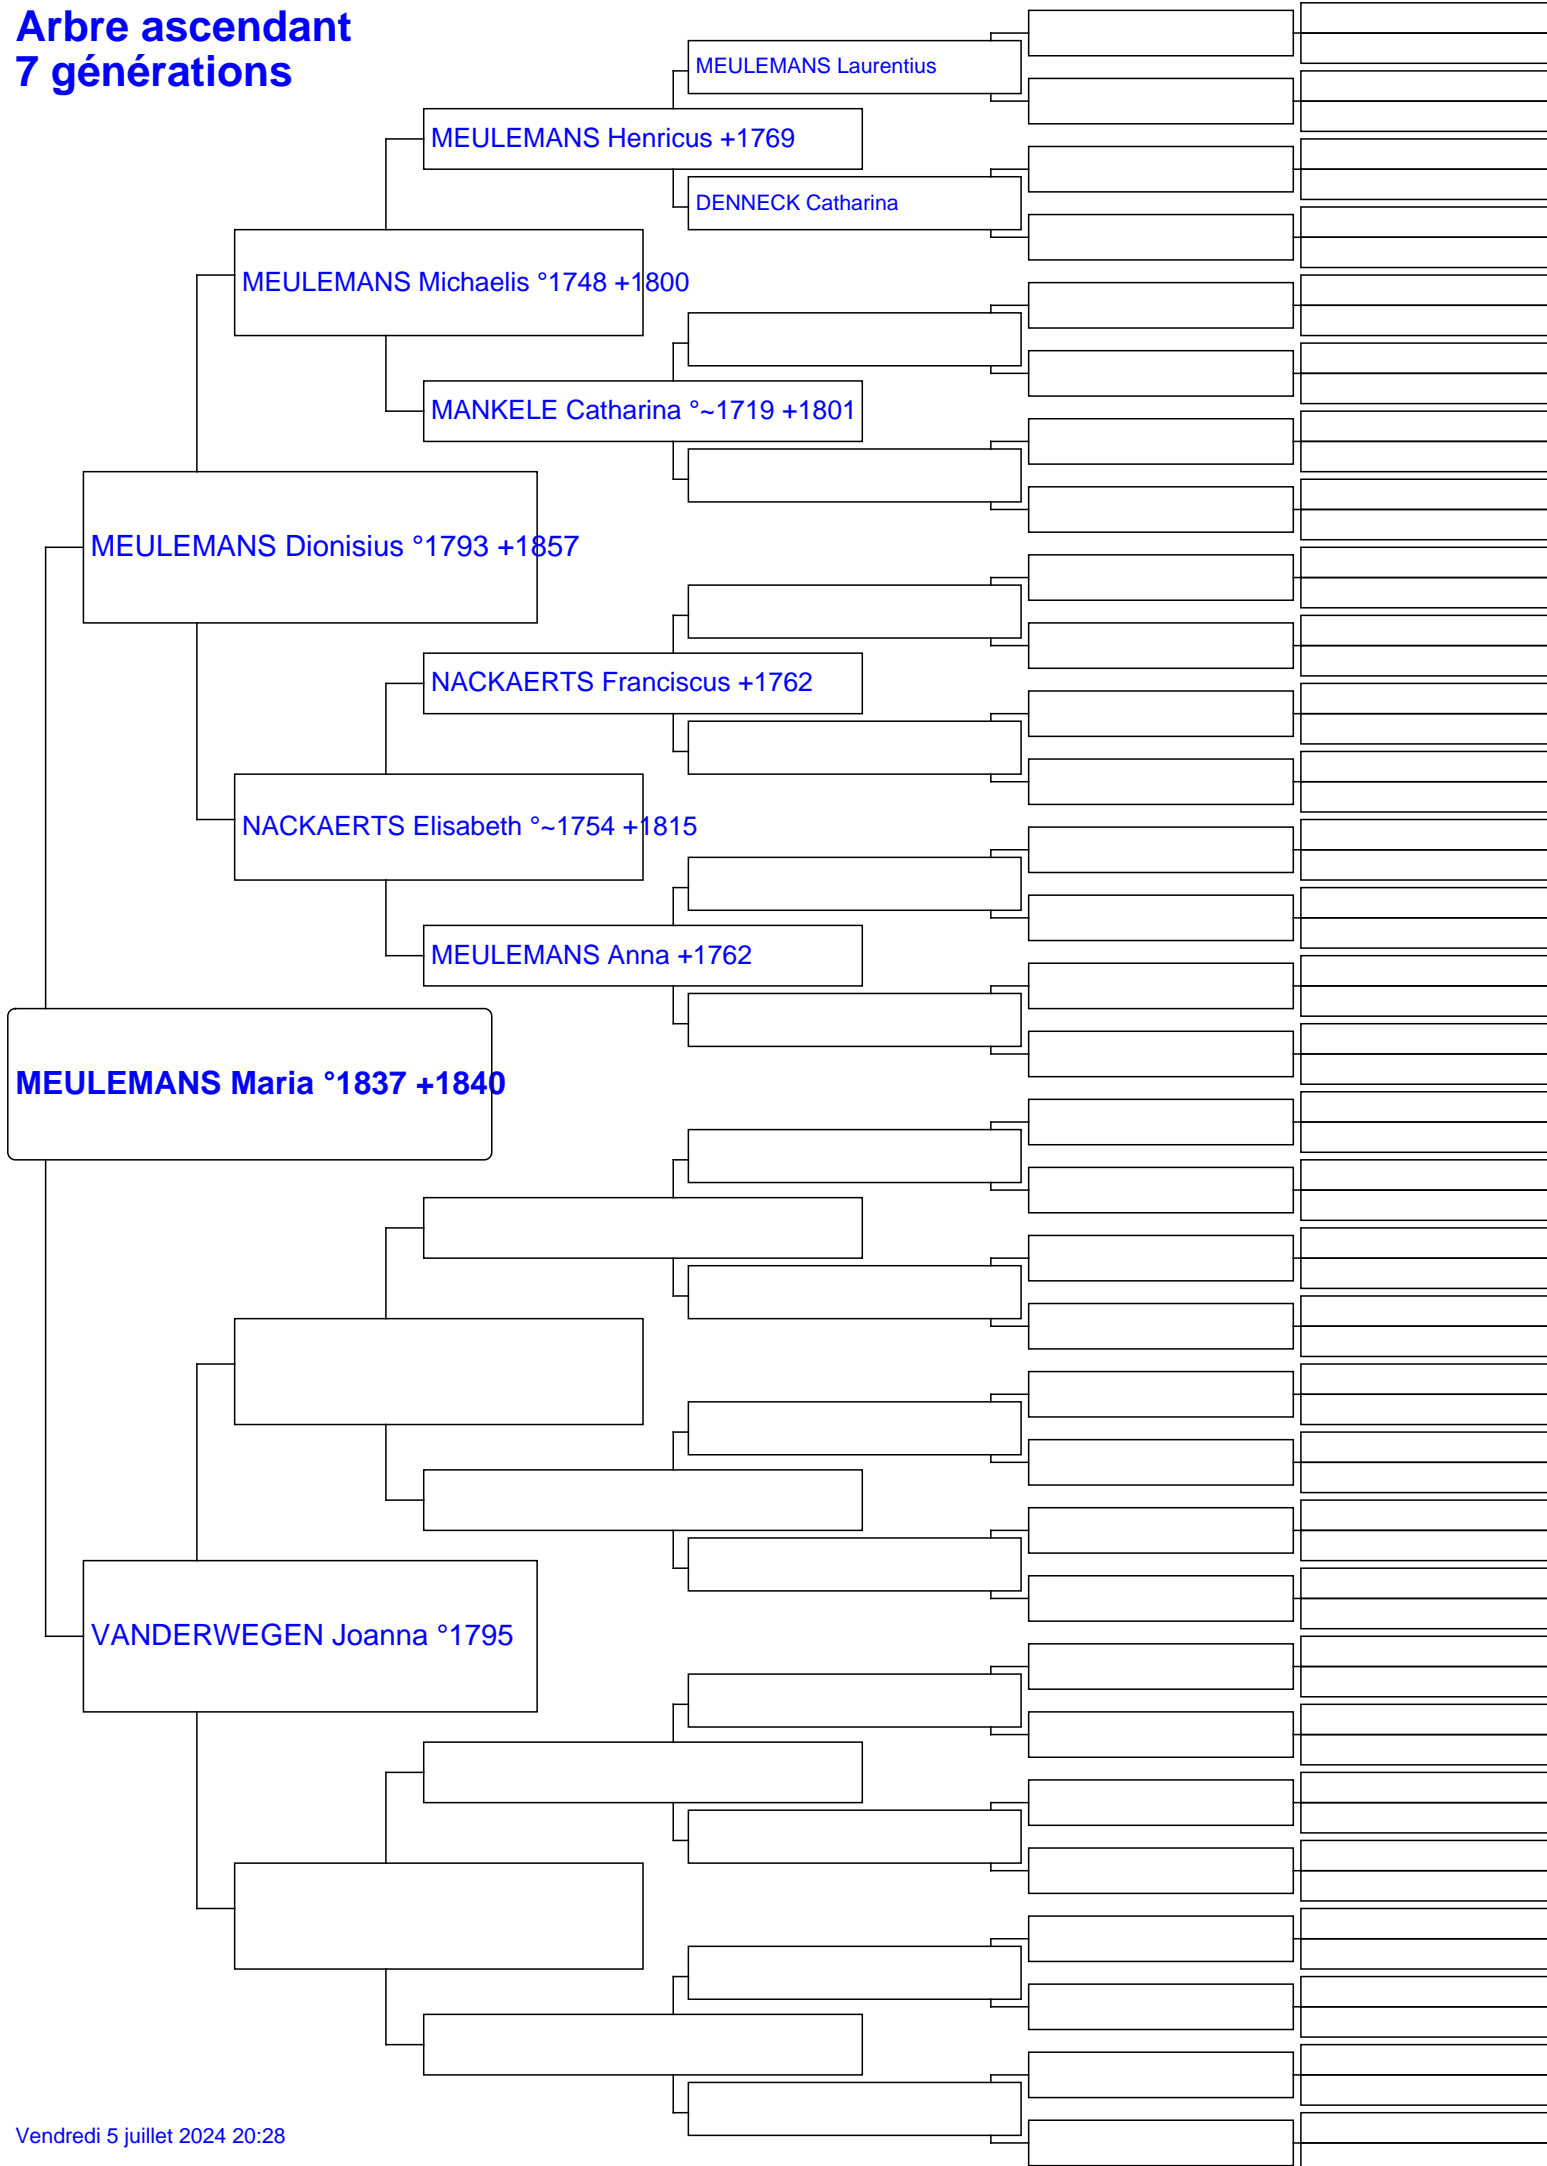 Arbre ascendant
7 générations
MEULEMANS Laurentius
MEULEMANS Henricus +1769
DENNECK Catharina
MEULEMANS Michaelis °1748 +1800
MANKELE Catharina °~1719 +1801
MEULEMANS Dionisius °1793 +1857
NACKAERTS Franciscus +1762
NACKAERTS Elisabeth °~1754 +1815
MEULEMANS Anna +1762
MEULEMANS Maria °1837 +1840
VANDERWEGEN Joanna °1795
Vendredi 5 juillet 2024 20:28